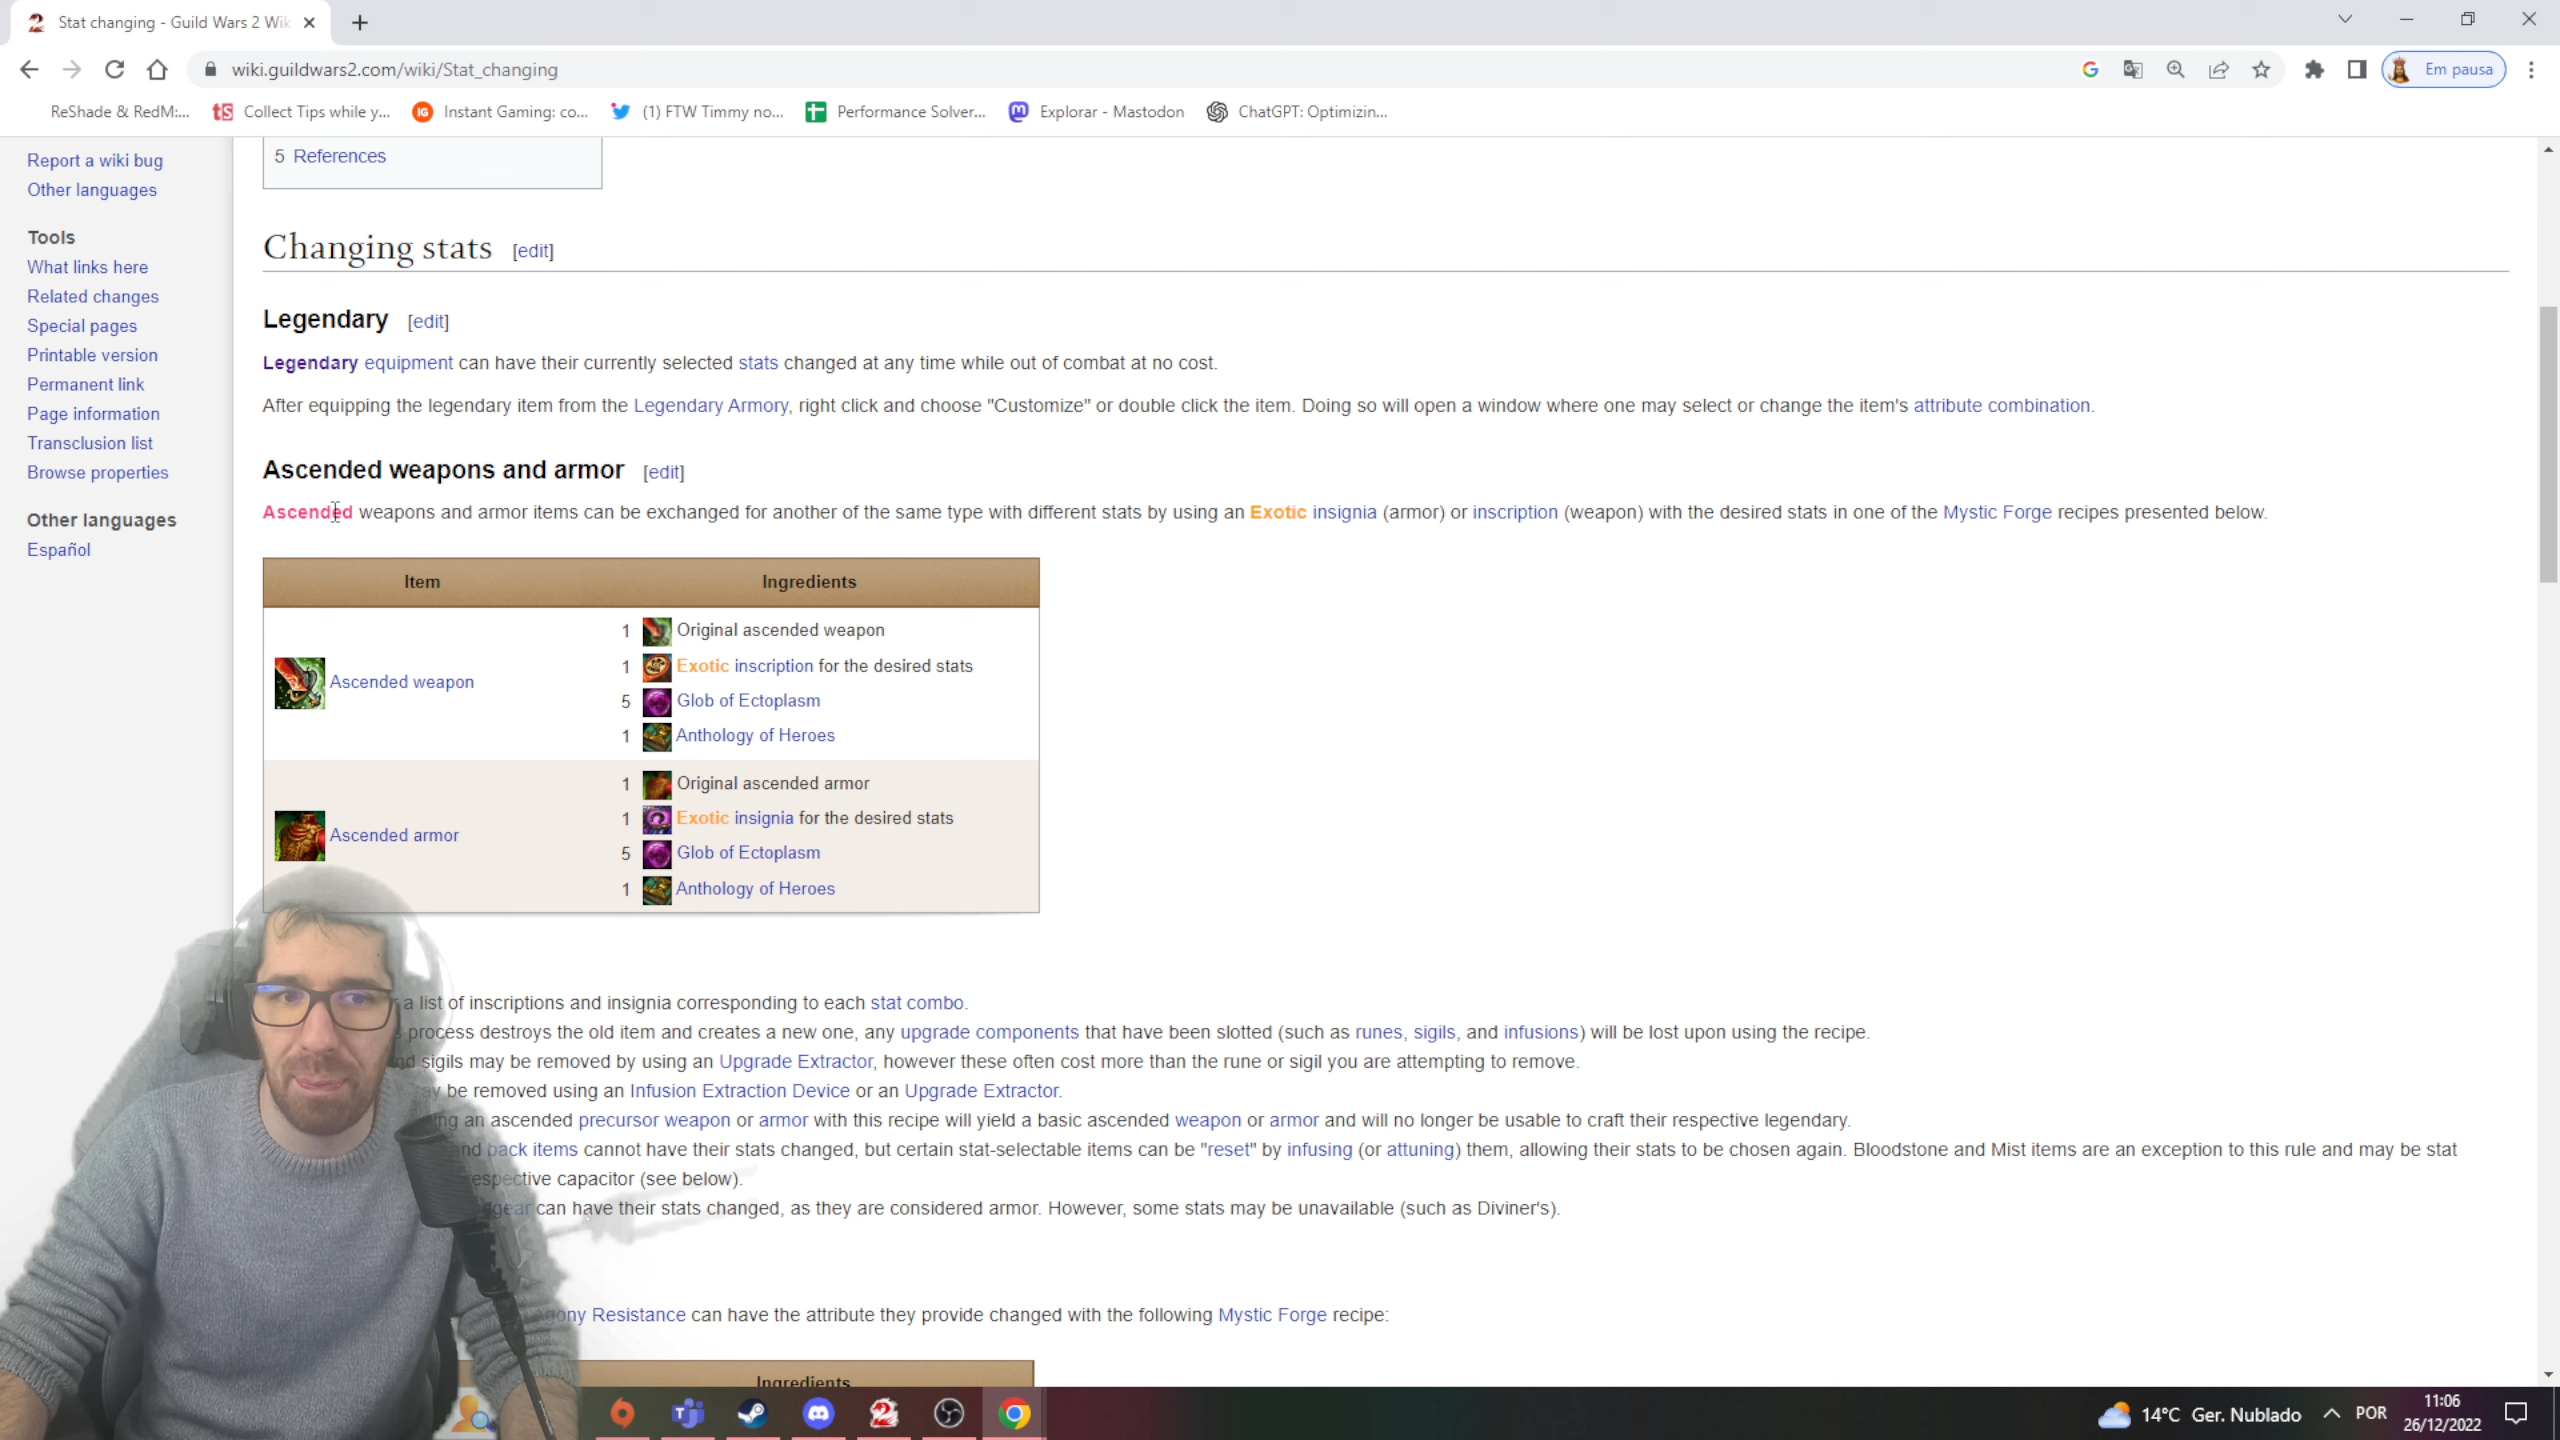 Stat changing - Guild Wars 2 Wik
wiki.guildwars2.com/wiki/Stat_changing
Em pausa
ReShade & RedM:...
Collect Tips while y...
Instant Gaming: co...
(1) FTW Timmy no...
Performance Solver...
Explorar - Mastodon
ChatGPT: Optimizin...
Report a wiki bug
Other languages
Tools
What links here
Related changes
Special pages
Printable version
Permanent link
Page information
Transclusion list
Browse properties
Other languages
Español
5 References
Changing stats [edit]
Legendary [edit]
Legendary equipment can have their currently selected stats changed at any time while out of combat at no cost.
After equipping the legendary item from the Legendary Armory, right click and choose "Customize" or double click the item. Doing so will open a window where one may select or change the item's attribute combination.
Ascended weapons and armor [edit]
Ascended weapons and armor items can be exchanged for another of the same type with different stats by using an Exotic insignia (armor) or inscription (weapon) with the desired stats in one of the Mystic Forge recipes presented below.
Item Ingredients
Ascended weapon
1 Original ascended weapon
1 Exotic inscription for the desired stats
5 Glob of Ectoplasm
1 Anthology of Heroes
Ascended armor
1 Original ascended armor
1 Exotic insignia for the desired stats
5 Glob of Ectoplasm
1 Anthology of Heroes
a list of inscriptions and insignia corresponding to each stat combo.
process destroys the old item and creates a new one, any upgrade components that have been slotted (such as runes, sigils, and infusions) will be lost upon using the recipe.
sigils may be removed by using an Upgrade Extractor, however these often cost more than the rune or sigil you are attempting to remove.
be removed using an Infusion Extraction Device or an Upgrade Extractor.
an ascended precursor weapon or armor with this recipe will yield a basic ascended weapon or armor and will no longer be usable to craft their respective legendary.
and back items cannot have their stats changed, but certain stat-selectable items can be "reset" by infusing (or attuning) them, allowing their stats to be chosen again. Bloodstone and Mist items are an exception to this rule and may be stat
respective capacitor (see below).
gear can have their stats changed, as they are considered armor. However, some stats may be unavailable (such as Diviner's).
Agony Resistance can have the attribute they provide changed with the following Mystic Forge recipe:
Ingredients
14°C Ger. Nublado
POR
11:06
26/12/2022